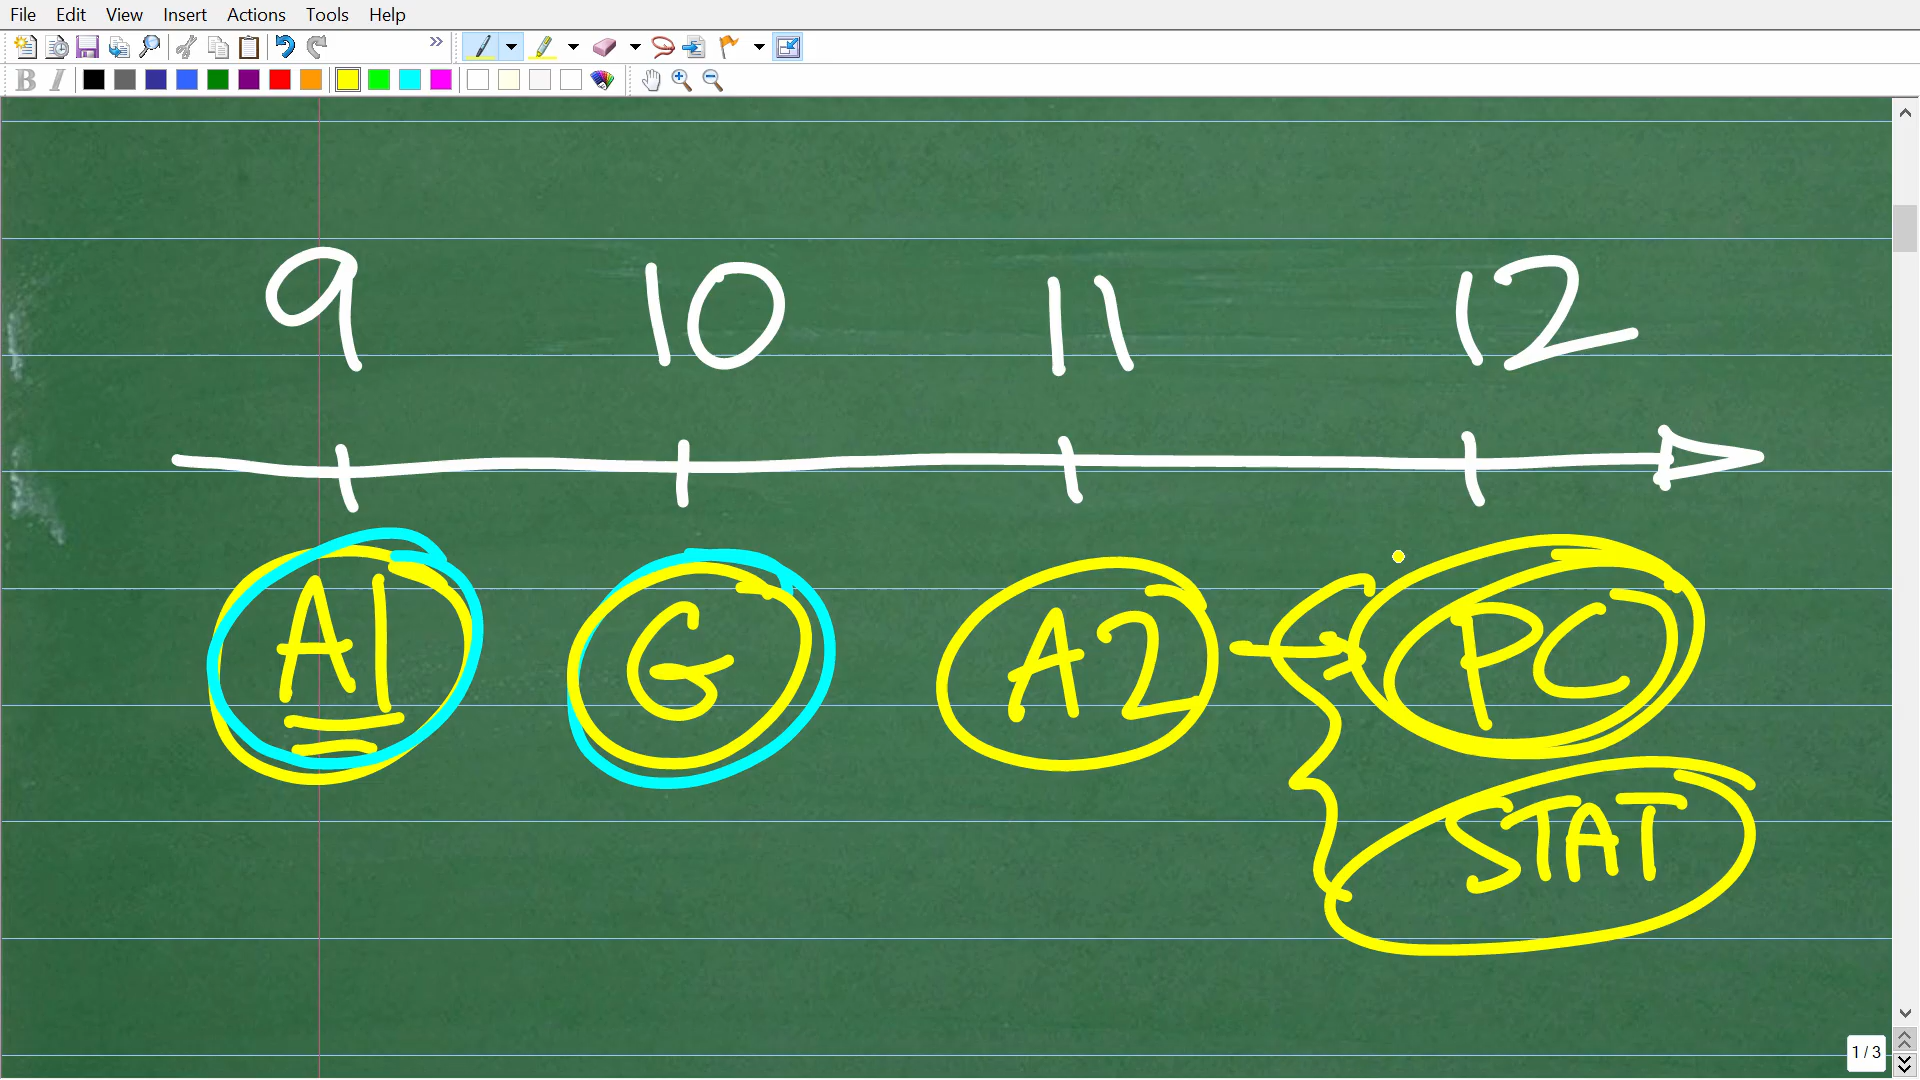 File Edit View Insert Actions Tools Help
»
B I
9 10 11 12
A1 G A2 PC
STAT
1 / 3